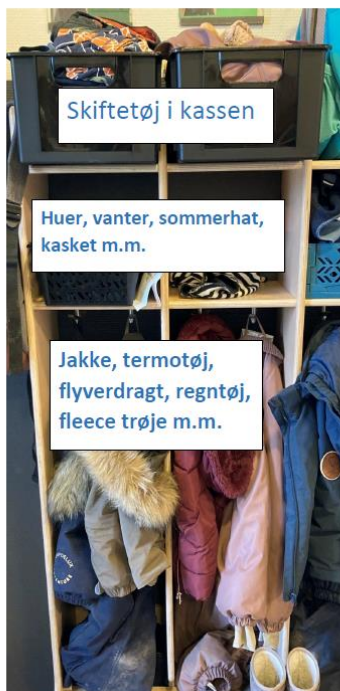 Skiftetøj i kassen
Huer, vanter, sommerhat,
kasket m.m.
Jakke, termotøj,
flyverdragt, regntøj,
fleece trøje m.m.